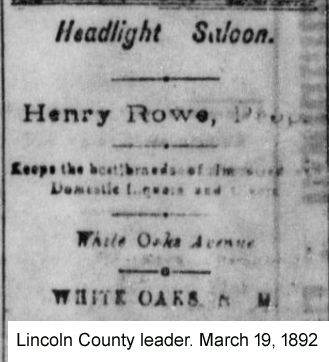 Headlight Saloon.
Henry Rowe, Prop.
Keeps the best brands of
Domestic Liquors and
White Oaks Avenue
WHITE OAKS N. M.
Lincoln County leader. March 19, 1892